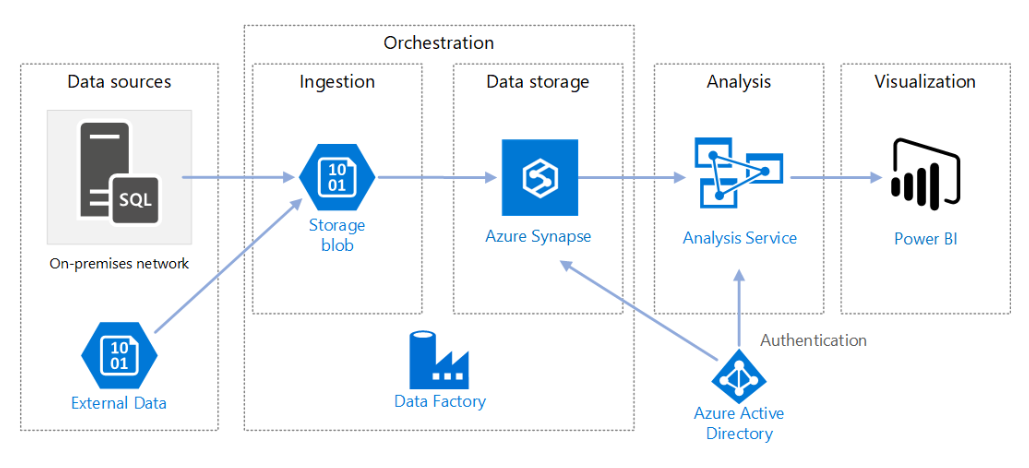 Orchestration
Data sources
Ingestion
Data storage
Analysis
Visualization
10
01
SQL
Storage
blob
Azure Synapse
Analysis Service
Power BI
On-premises network
10
01
External Data
Data Factory
Authentication
Azure Active
Directory